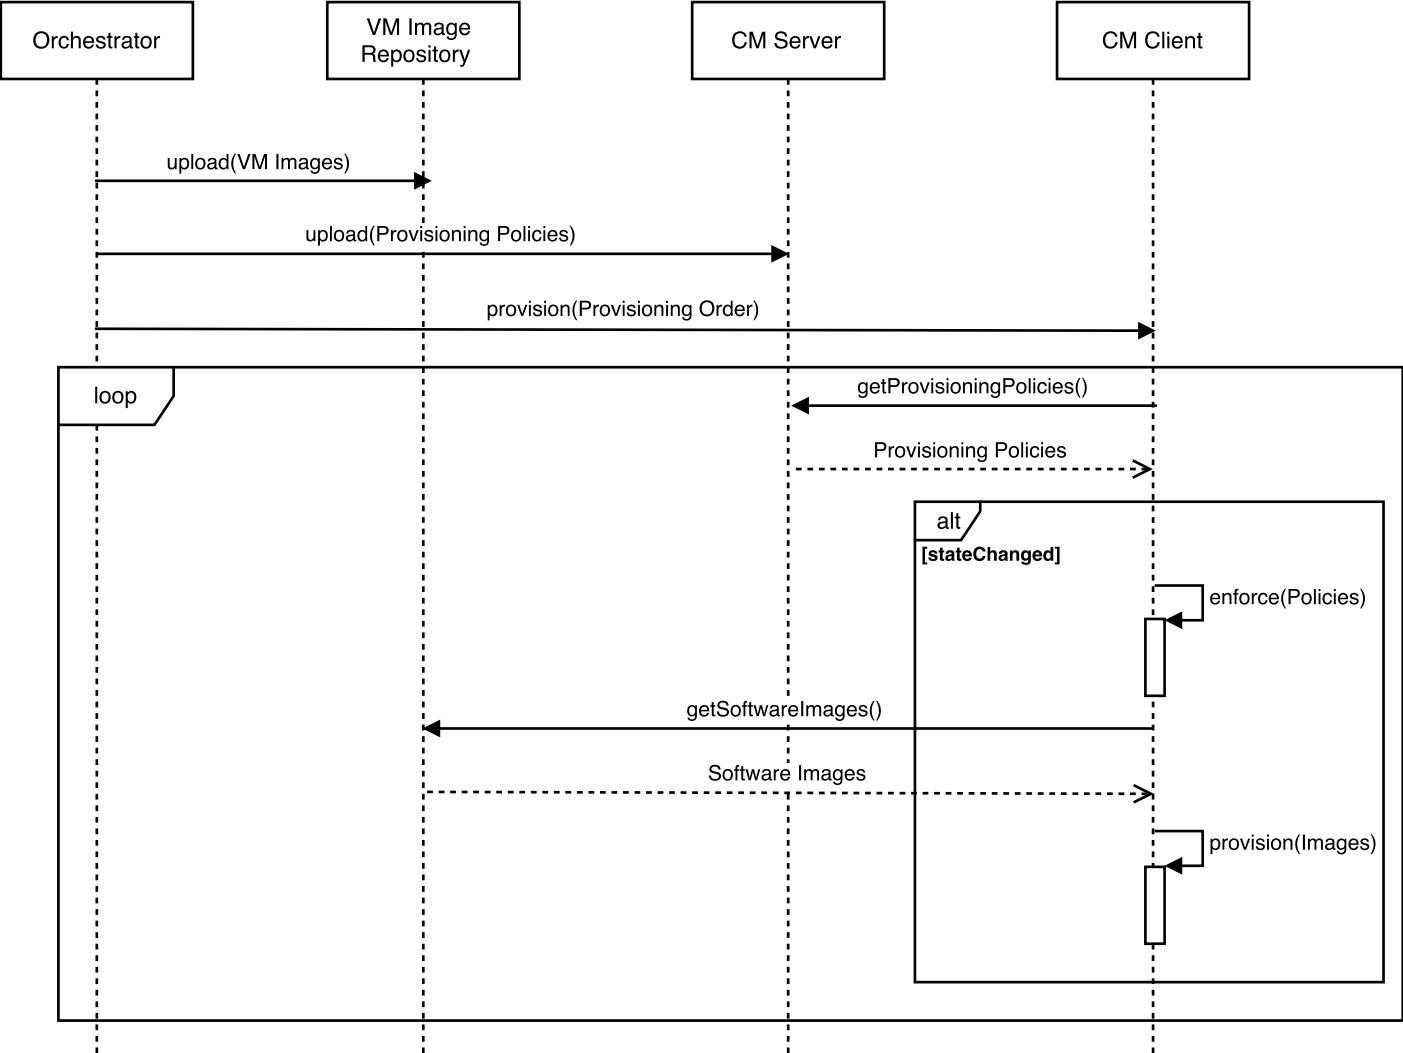 Orchestrator
VM Image
Repository
CM Server
CM Client
upload(VM Images)
upload(Provisioning Policies)
provision(Provisioning Order)
loop
getProvisioningPolicies()
Provisioning Policies
alt
[stateChanged]
enforce(Policies)
getSoftwareImages()
Software Images
provision(Images)